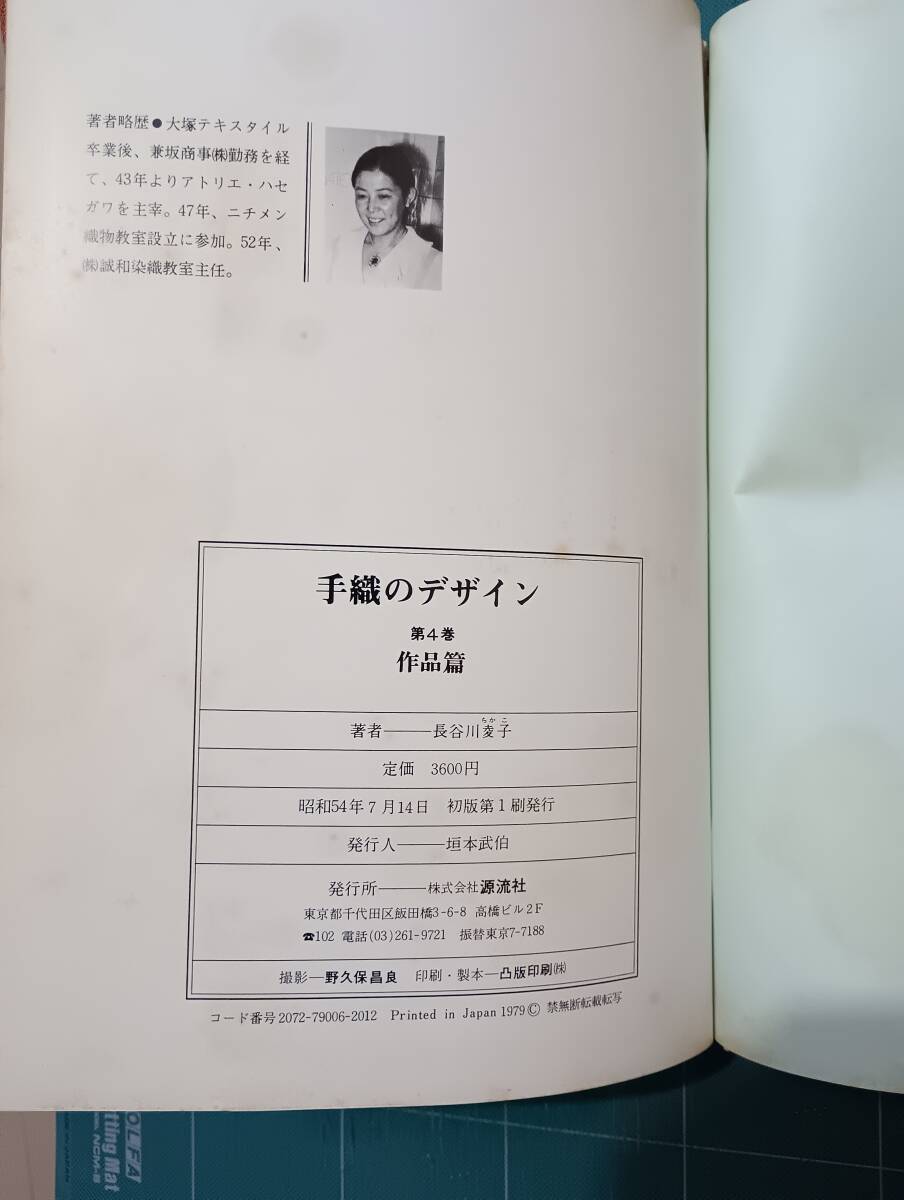 著者略歴●大塚テキスタイル
卒業後、兼坂商事㈱勤務を経
て、43年よりアトリエ・ハセ
ガワを主宰。47年、ニチメン
織物教室設立に参加。52年、
㈱誠和染織教室主任。
手織のデザイン
第4巻
作品篇
ちかこ
著者——長谷川子
定価 3600円
昭和54年7月14日 初版第1刷発行
発行人——垣本武伯
発行所——株式会社源流社
東京都千代田区飯田橋3-6-8 高橋ビル2F
☎102 電話(03)261-9721 振替東京7-7188
撮影—野久保昌良 印刷・製本—凸版印刷㈱
コード番号2072-79006-2012 Printed in Japan 1979© 禁無断転載転写
OLFA
tting Mat
NCM-S